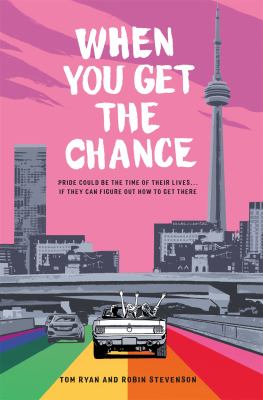 WHEN
YOU GET
THE
CHANCE
PRIDE COULD BE THE TIME OF THEIR LIVES...
IF THEY CAN FIGURE OUT HOW TO GET THERE
TOM RYAN AND ROBIN STEVENSON